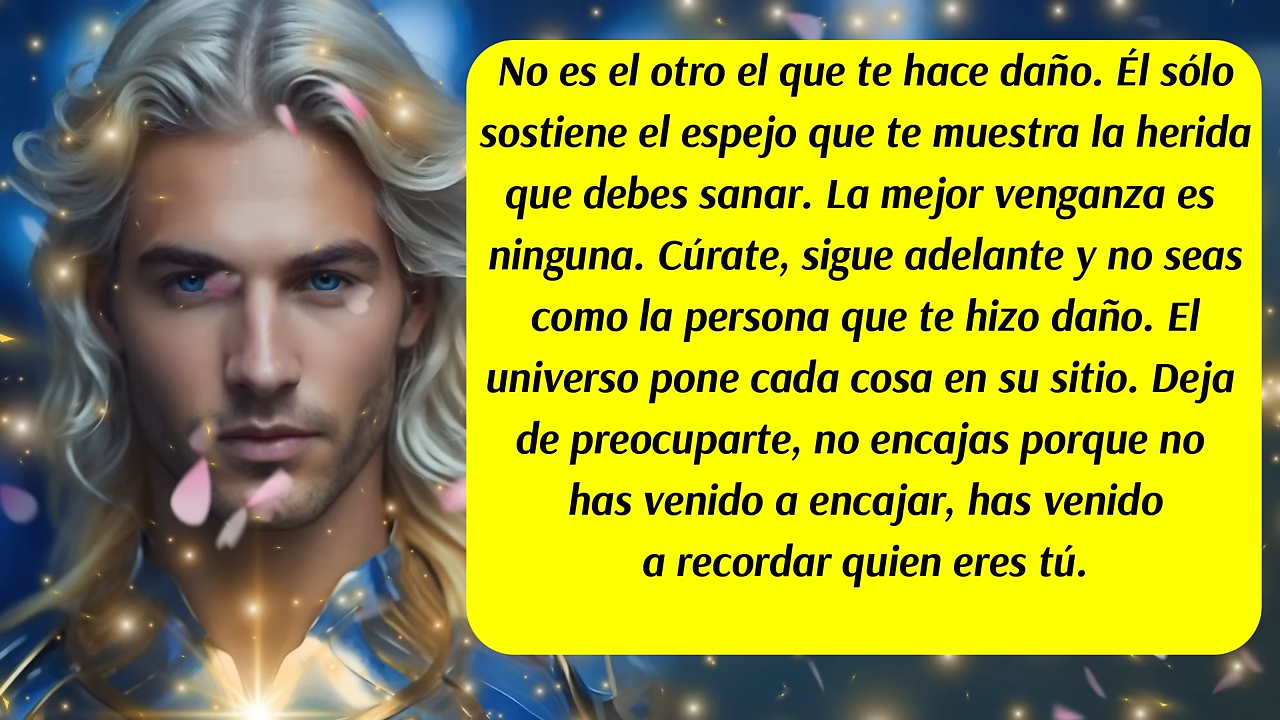 No es el otro el que te hace daño. Él sólo
sostiene el espejo que te muestra la herida
que debes sanar. La mejor venganza es
ninguna. Cúrate, sigue adelante y no seas
como la persona que te hizo daño. El
universo pone cada cosa en su sitio. Deja
de preocuparte, no encajas porque no
has venido a encajar, has venido
a recordar quien eres tú.